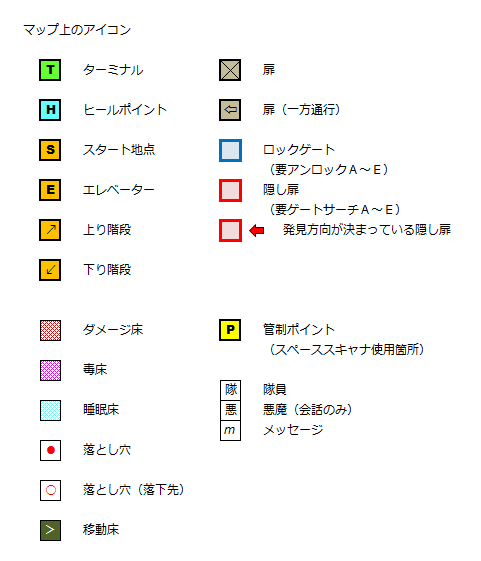 マップ上のアイコン
T ターミナル
H ヒールポイント
S スタート地点
E エレベーター
↗ 上り階段
↙ 下り階段
ダメージ床
毒床
睡眠床
落とし穴
落とし穴（落下先）
＞ 移動床
扉
⇦ 扉（一方通行）
ロックゲート
（要アンロックＡ～Ｅ）
隠し扉
（要ゲートサーチＡ～Ｅ）
発見方向が決まっている隠し扉
P 管制ポイント
（スペーススキャナ使用箇所）
隊 隊員
悪 悪魔（会話のみ）
m メッセージ